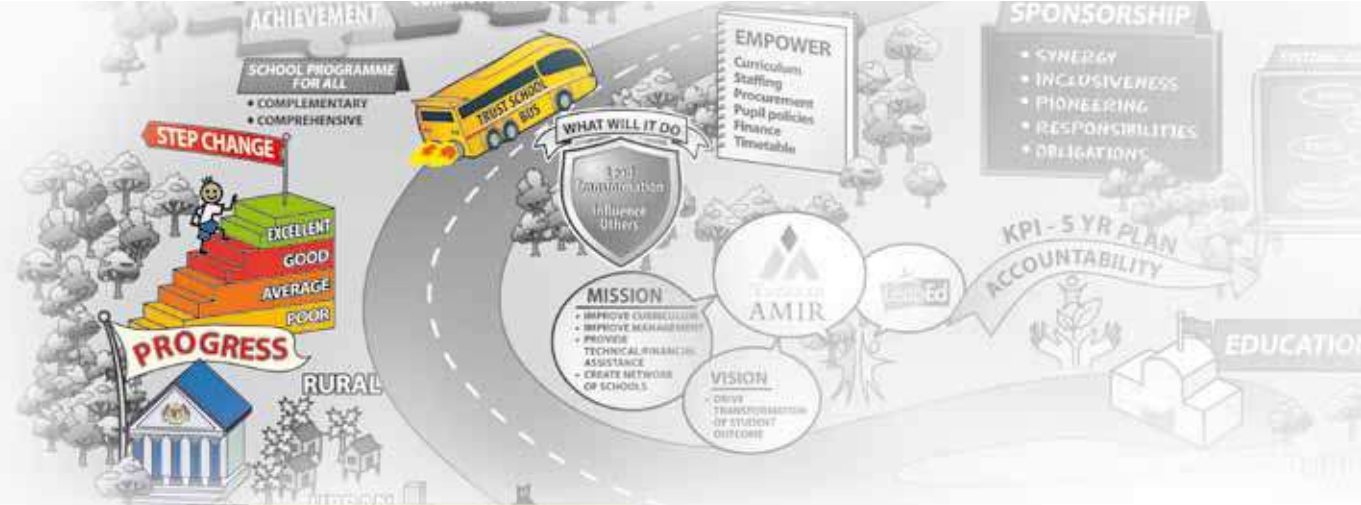 ACHIEVEMENT
SCHOOL PROGRAMME
FOR ALL
• COMPLEMENTARY
• COMPREHENSIVE
STEP CHANGE
EXCELLENT
GOOD
AVERAGE
POOR
PROGRESS
RURAL
URBAN
TRUST SCHOOL
BUS
WHAT WILL IT DO
Lead
Transformation
Influence
Others
EMPOWER
Curriculum
Staffing
Procurement
Pupil policies
Finance
Timetable
SPONSORSHIP
• SYNERGY
• INCLUSIVENESS
• PIONEERING
• RESPONSIBILITIES
• OBLIGATIONS
MISSION
• IMPROVE CURRICULUM
• IMPROVE MANAGEMENT
• PROVIDE
TECHNICAL/FINANCIAL
ASSISTANCE
• CREATE NETWORK
OF SCHOOLS
AMIR
LeapEd
VISION
• DRIVE
TRANSFORMATION
OF STUDENT
OUTCOME
KPI - 5 YR PLAN
ACCOUNTABILITY
EDUCATION